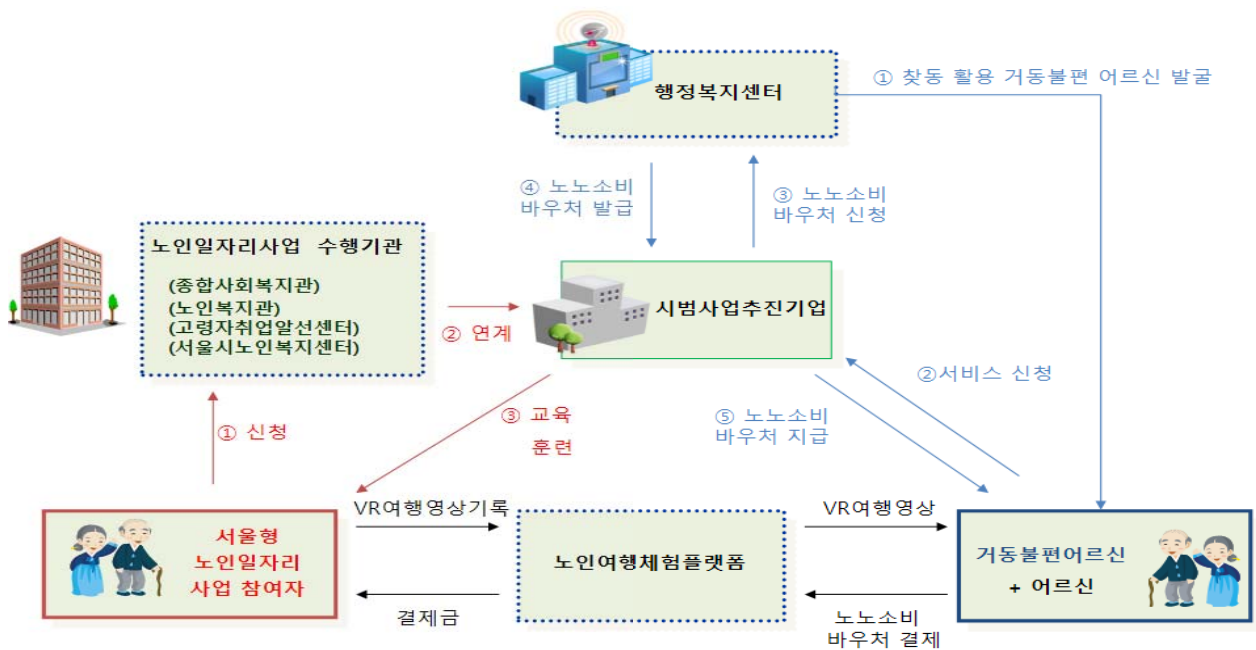 행정복지센터
① 찾동 활용 거동불편 어르신 발굴
④ 노노소비
바우처 발급
③ 노노소비
바우처 신청
노인일자리사업 수행기관
(종합사회복지관)
(노인복지관)
(고령자취업알선센터)
(서울시노인복지센터)
② 연계
시범사업추진기업
① 신청
③ 교육
훈련
⑤ 노노소비
바우처 지급
②서비스 신청
서울형
노인일자리
사업 참여자
VR여행영상기록
결제금
노인여행체험플랫폼
VR여행영상
노노소비
바우처 결제
거동불편어르신
+ 어르신